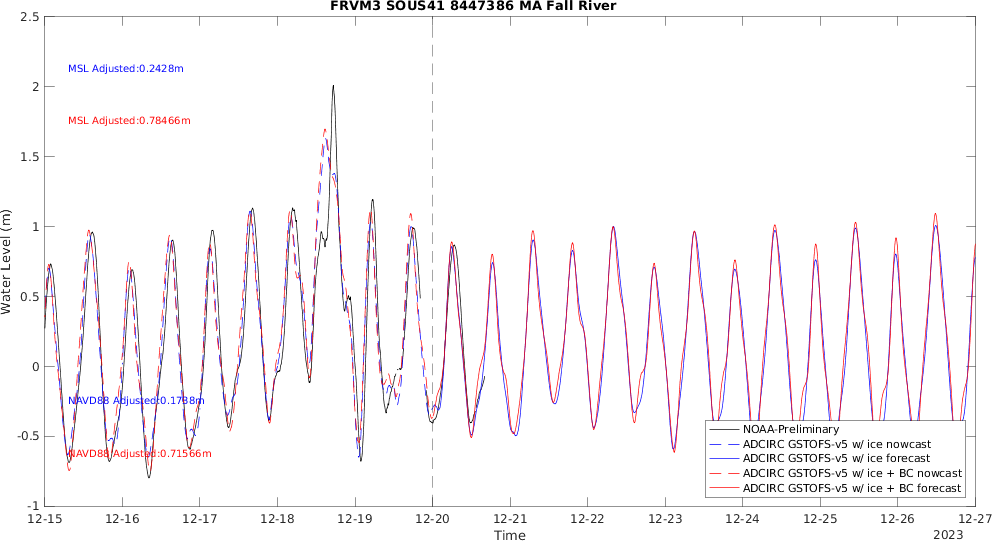 FRVM3 SOUS41 8447386 MA Fall River
2.5
2
1.5
1
0.5
0
-0.5
-1
Water Level (m)
MSL Adjusted:0.2428m
MSL Adjusted:0.78466m
NAVD88 Adjusted:0.1738m
NAVD88 Adjusted:0.71566m
NOAA-Preliminary
ADCIRC GSTOFS-v5 w/ ice nowcast
ADCIRC GSTOFS-v5 w/ ice forecast
ADCIRC GSTOFS-v5 w/ ice + BC nowcast
ADCIRC GSTOFS-v5 w/ ice + BC forecast
12-15 12-16 12-17 12-18 12-19 12-20 12-21 12-22 12-23 12-24 12-25 12-26 12-27
Time
2023